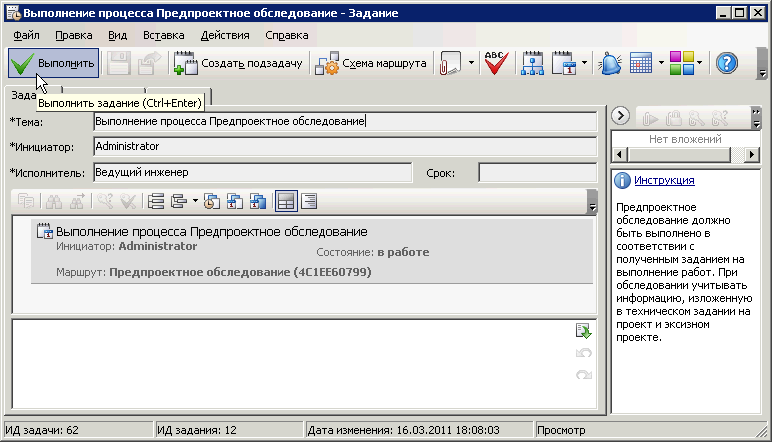 Выполнение процесса Предпроектное обследование - Задание
Файл Правка Вид Вставка Действия Справка
Выполнить Создать подзадачу Схема маршрута ABC
Выполнить задание (Ctrl+Enter)
*Тема: Выполнение процесса Предпроектное обследование
*Инициатор: Administrator
*Исполнитель: Ведущий инженер Срок:
Выполнение процесса Предпроектное обследование
Инициатор: Administrator
Состояние: в работе
Маршрут: Предпроектное обследование (4C1EE60799)
Нет вложений
Инструкция
Предпроектное
обследование должно
быть выполнено в
соответствии с
полученным заданием на
выполнение работ. При
обследовании учитывать
информацию, изложенную
в техническом задании на
проект и эксизном
проекте.
ИД задачи: 62 ИД задания: 12 Дата изменения: 16.03.2011 18:08:03 Просмотр